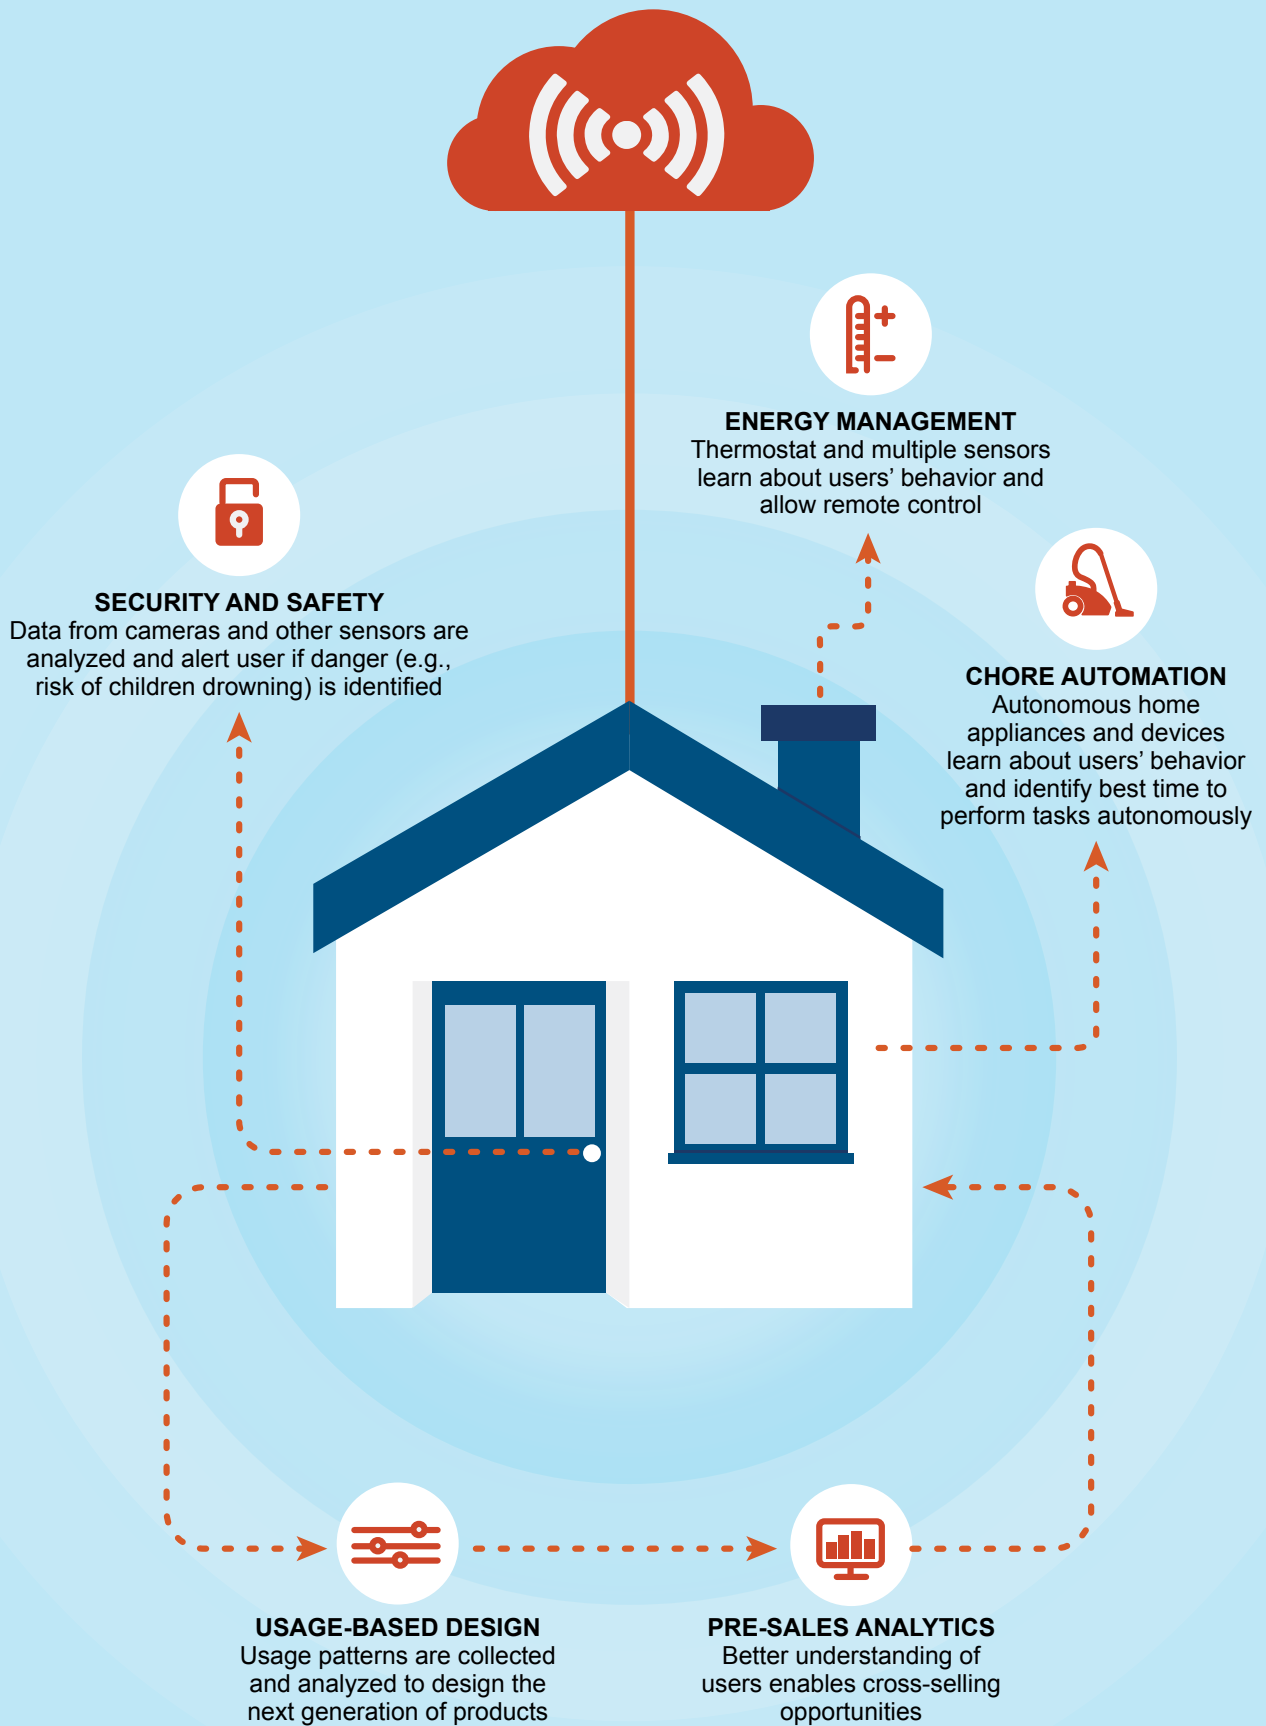 ENERGY MANAGEMENT
Thermostat and multiple sensors
learn about users’ behavior and
allow remote control
SECURITY AND SAFETY
Data from cameras and other sensors are
analyzed and alert user if danger (e.g.,
risk of children drowning) is identified
CHORE AUTOMATION
Autonomous home
appliances and devices
learn about users’ behavior
and identify best time to
perform tasks autonomously
USAGE-BASED DESIGN
Usage patterns are collected
and analyzed to design the
next generation of products
PRE-SALES ANALYTICS
Better understanding of
users enables cross-selling
opportunities